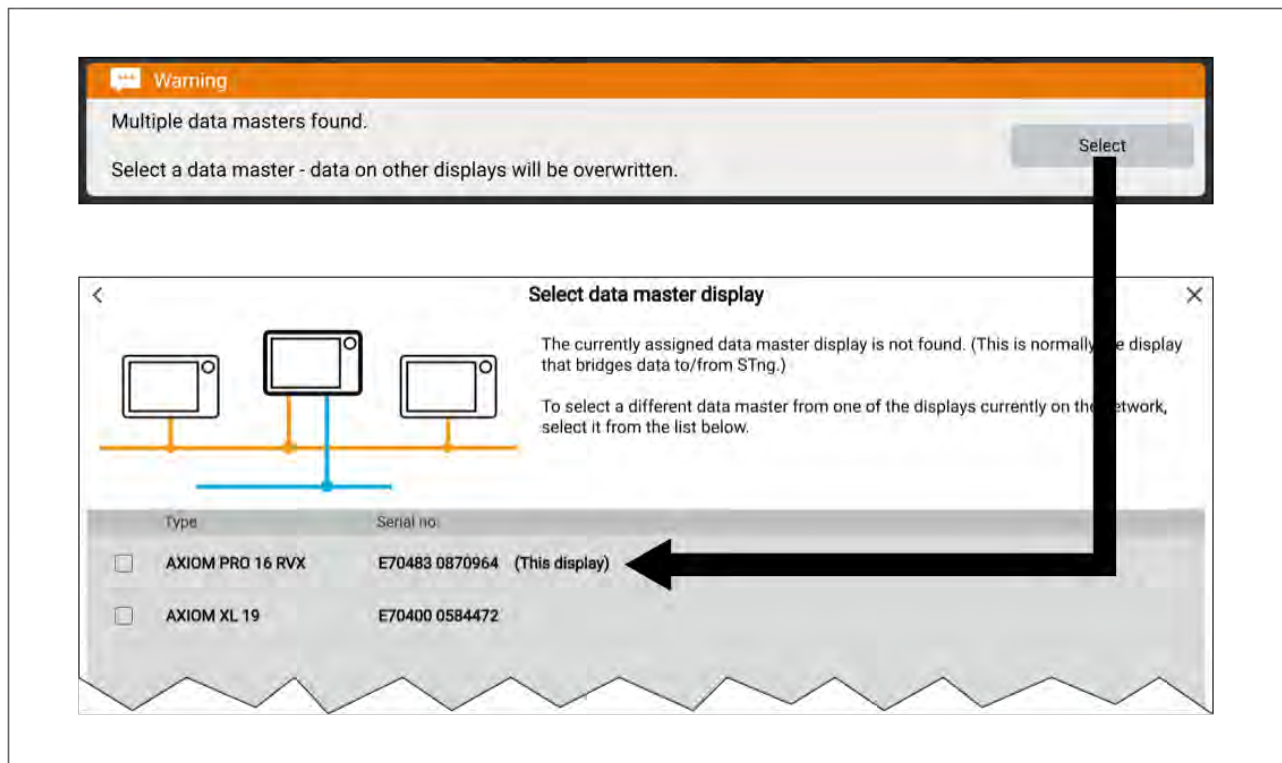 Warning
Multiple data masters found.
Select a data master - data on other displays will be overwritten.
Select
Select data master display
The currently assigned data master display is not found. (This is normally e display
that bridges data to/from STng.)
To select a different data master from one of the displays currently on the etwork,
select it from the list below.
Type Serial no.
AXIOM PRO 16 RVX E70483 0870964 (This display)
AXIOM XL 19 E70400 0584472